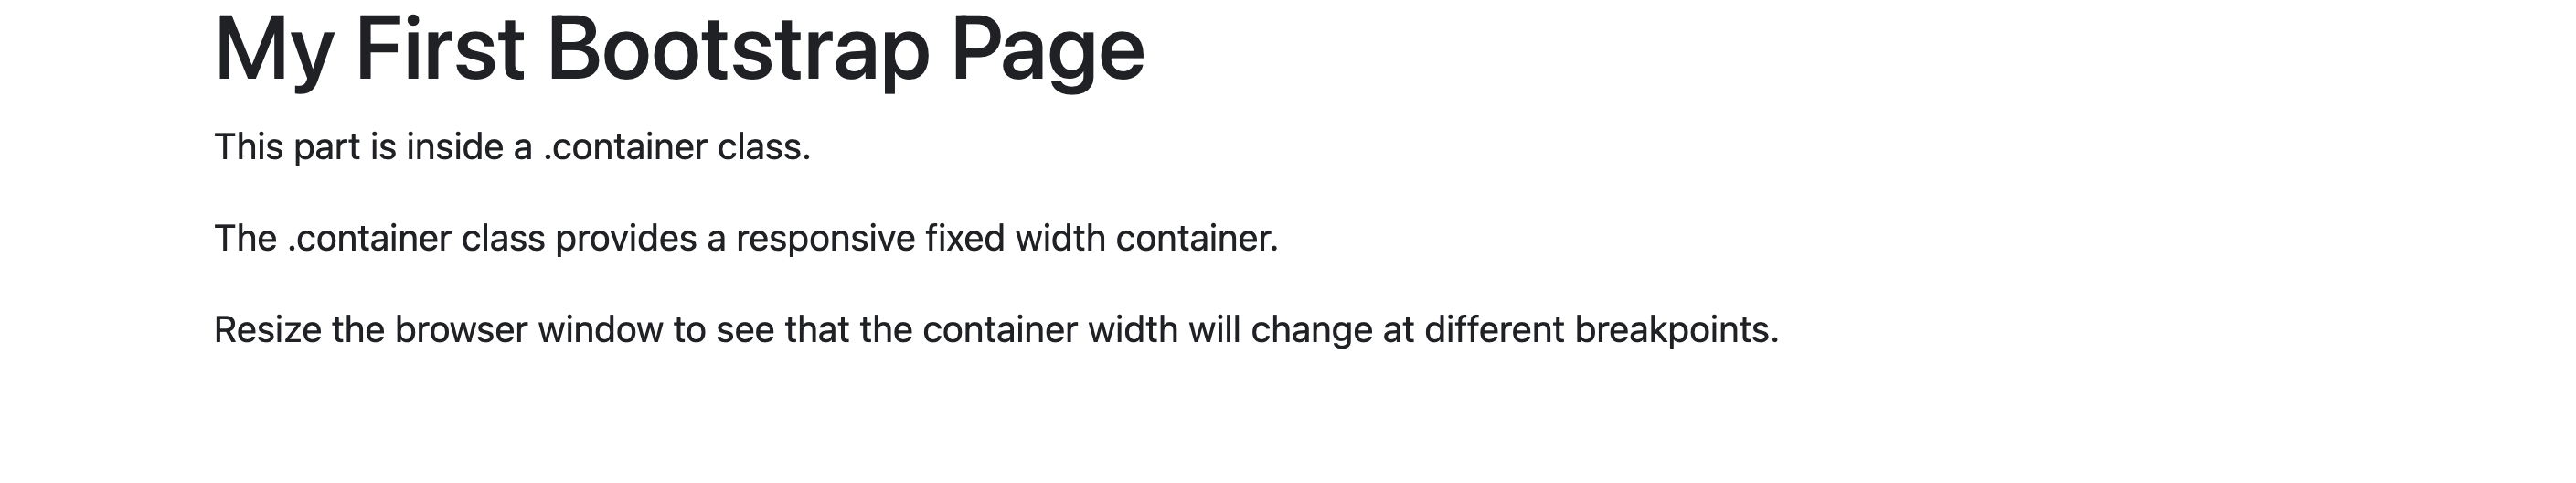 My First Bootstrap Page
This part is inside a .container class.
The .container class provides a responsive fixed width container.
Resize the browser window to see that the container width will change at different breakpoints.